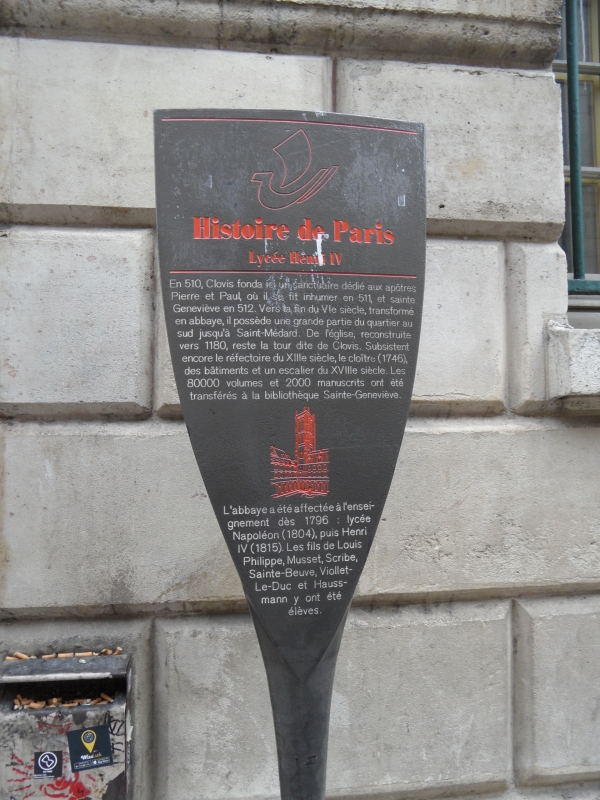 Histoire de Paris
Lycée Henri IV
En 510, Clovis fonda ici un sanctuaire dédié aux apôtres
Pierre et Paul, où il se fit inhumer en 511, et sainte
Geneviève en 512. Vers la fin du VIe siècle, transformé
en abbaye, il possède une grande partie du quartier au
sud jusqu'à Saint-Médard. De l'église, reconstruite
vers 1180, reste la tour dite de Clovis. Subsistent
encore le réfectoire du XIIIe siècle, le cloître (1746),
des bâtiments et un escalier du XVIIIe siècle. Les
80000 volumes et 2000 manuscrits ont été
transférés à la bibliothèque Sainte-Geneviève.
L'abbaye a été affectée à l'ensei-
gnement dès 1796 : lycée
Napoléon (1804), puis Henri
IV (1815). Les fils de Louis
Philippe, Musset, Scribe,
Sainte-Beuve, Viollet-
Le-Duc et Hauss-
mann y ont été
élèves.